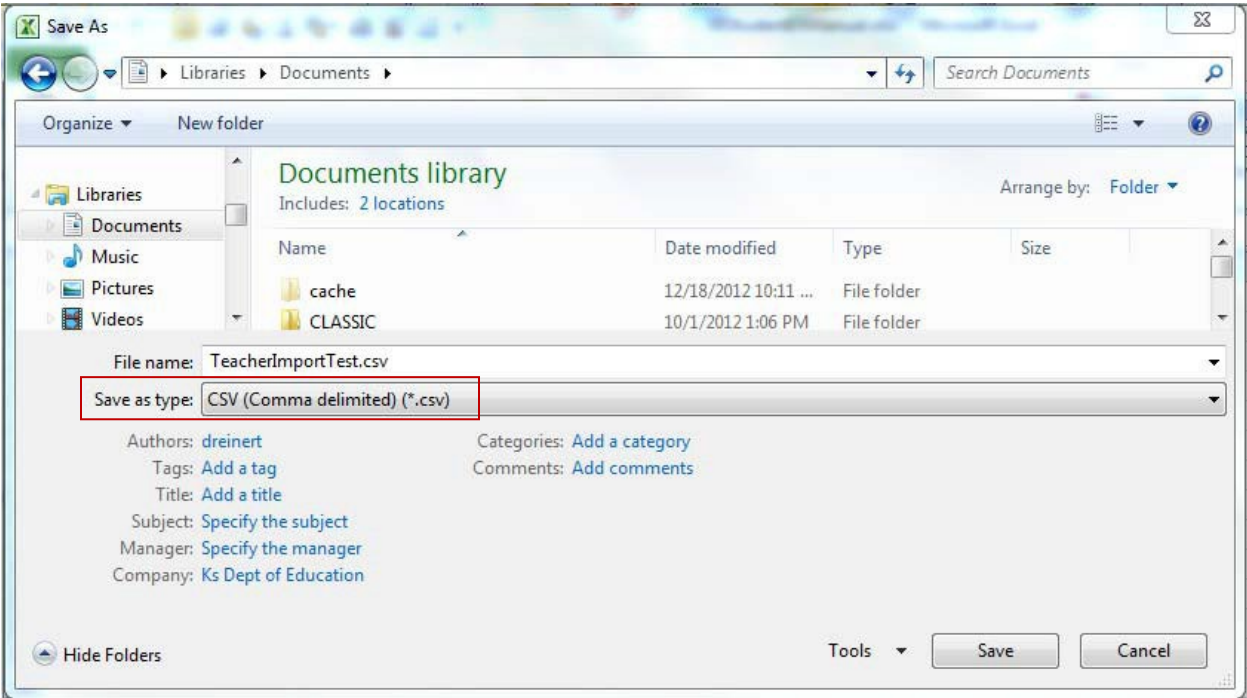 Save As
Libraries Documents
Search Documents
Organize New folder
Documents library
Includes: 2 locations
Arrange by: Folder
Libraries
Documents
Music
Pictures
Videos
Name Date modified Type Size
cache 12/18/2012 10:11 ... File folder
CLASSIC 10/1/2012 1:06 PM File folder
File name: TeacherImportTest.csv
Save as type: CSV (Comma delimited) (*.csv)
Authors: dreinert Categories: Add a category
Tags: Add a tag Comments: Add comments
Title: Add a title
Subject: Specify the subject
Manager: Specify the manager
Company: Ks Dept of Education
Hide Folders Tools Save Cancel